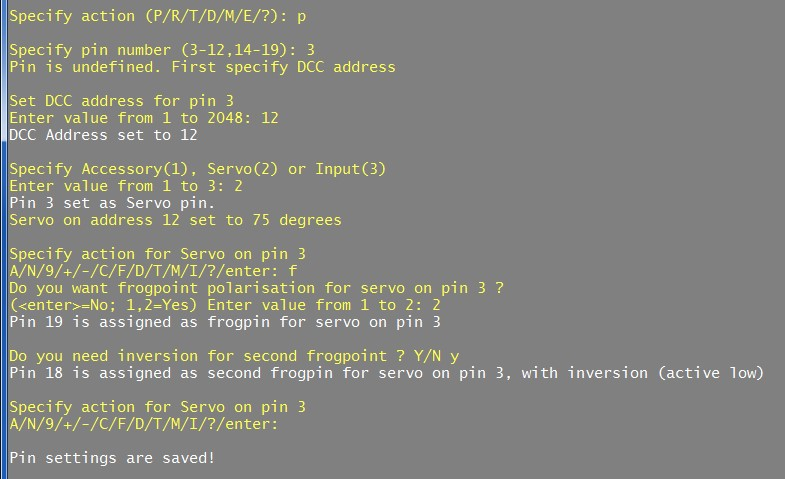 Specify action (P/R/T/D/M/E/?): p
Specify pin number (3-12,14-19): 3
Pin is undefined. First specify DCC address
Set DCC address for pin 3
Enter value from 1 to 2048: 12
DCC Address set to 12
Specify Accessory(1), Servo(2) or Input(3)
Enter value from 1 to 3: 2
Pin 3 set as Servo pin.
Servo on address 12 set to 75 degrees
Specify action for Servo on pin 3
A/N/9/+/-/C/F/D/T/M/I/?/enter: f
Do you want frogpoint polarisation for servo on pin 3 ?
(<enter>=No; 1,2=Yes) Enter value from 1 to 2: 2
Pin 19 is assigned as frogpin for servo on pin 3
Do you need inversion for second frogpoint ? Y/N y
Pin 18 is assigned as second frogpin for servo on pin 3, with inversion (active low)
Specify action for Servo on pin 3
A/N/9/+/-/C/F/D/T/M/I/?/enter:
Pin settings are saved!